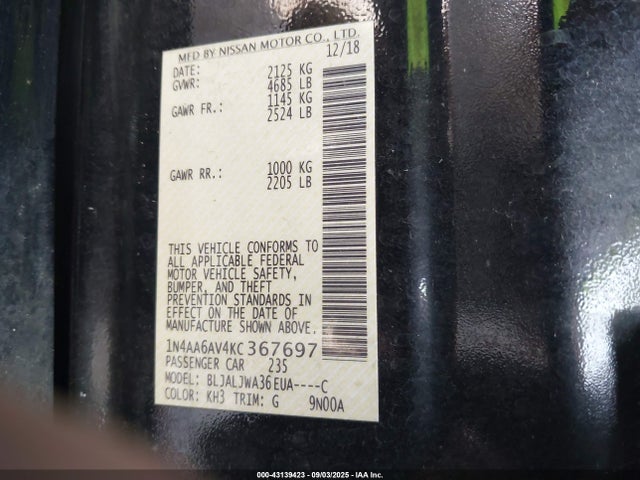 MFD BY NISSAN MOTOR CO., LTD.
12/18
DATE: 2125 KG
GVWR: 4685 LB
1145 KG
GAWR FR.: 2524 LB
1000 KG
GAWR RR.: 2205 LB
THIS VEHICLE CONFORMS TO
ALL APPLICABLE FEDERAL
MOTOR VEHICLE SAFETY,
BUMPER, AND THEFT
PREVENTION STANDARDS IN
EFFECT ON THE DATE OF
MANUFACTURE SHOWN ABOVE.
1N4AA6AV4KC367697
PASSENGER CAR 235
MODEL: BLJALJWA36EUA----C
COLOR: KH3 TRIM: G 9N00A
000-43139423 - 09/03/2025 - IAA Inc.